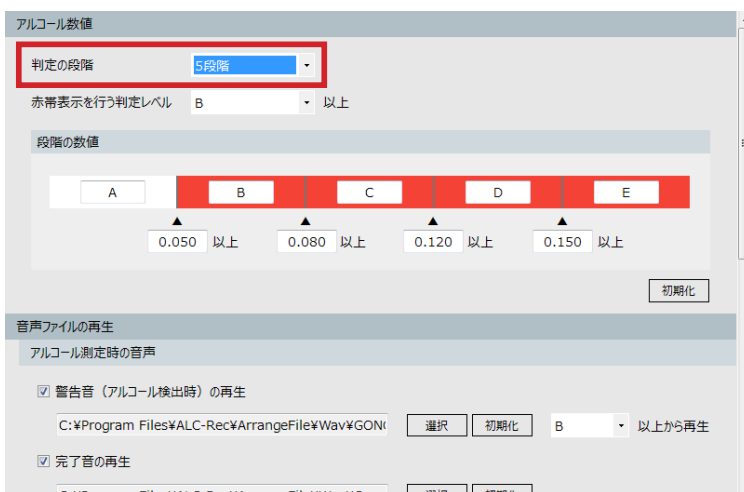 アルコール数値
判定の段階 5段階
赤帯表示を行う判定レベル B 以上
段階の数値
A B C D E
0.050 以上 0.080 以上 0.120 以上 0.150 以上
初期化
音声ファイルの再生
アルコール測定時の音声
警告音（アルコール検出時）の再生
C:¥Program Files¥ALC-Rec¥ArrangeFile¥Wav¥GON 選択 初期化 B 以上から再生
完了音の再生